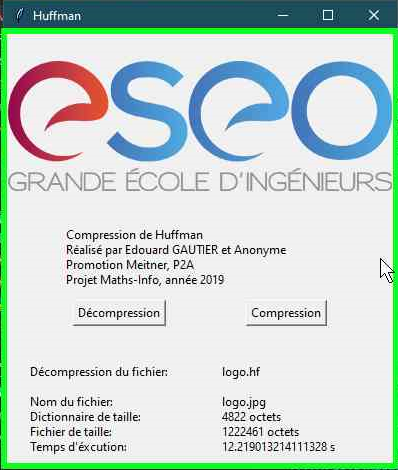 Huffman
eseo
GRANDE ÉCOLE D'INGÉNIEURS
Compression de Huffman
Réalisé par Edouard GAUTIER et Anonyme
Promotion Meitner, P2A
Projet Maths-Info, année 2019
Décompression Compression
Décompression du fichier: logo.hf
Nom du fichier: logo.jpg
Dictionnaire de taille: 4822 octets
Fichier de taille: 1222461 octets
Temps d'éxcution: 12.219013214111328 s